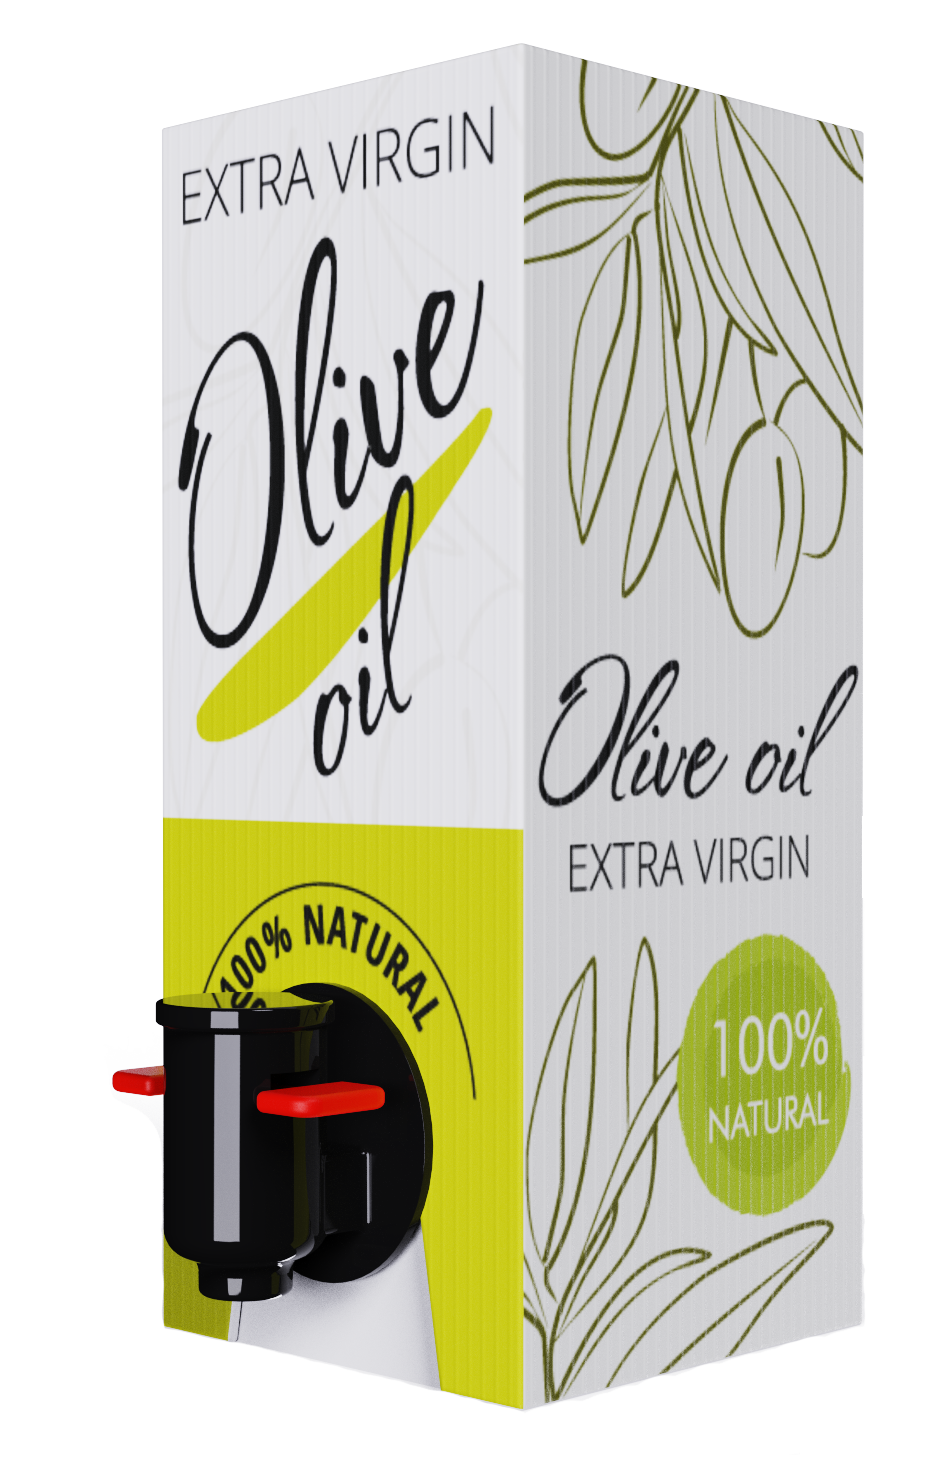 EXTRA VIRGIN
Olive
oil
100% NATURAL
Olive oil
EXTRA VIRGIN
100%
NATURAL